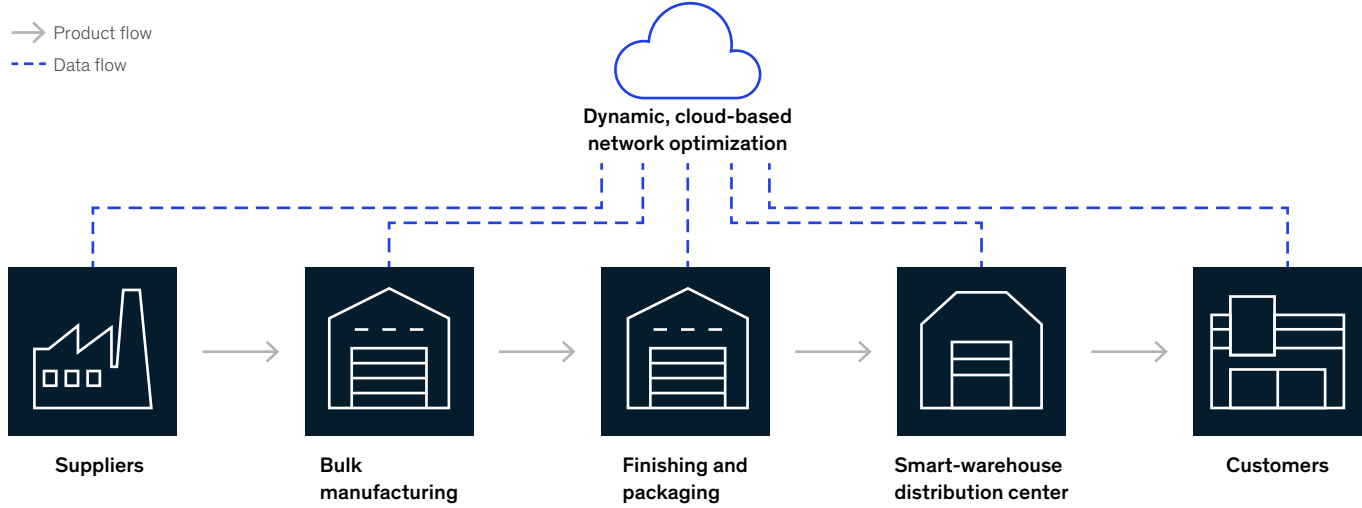 Product flow
Data flow
Dynamic, cloud-based
network optimization
Suppliers
Bulk
manufacturing
Finishing and
packaging
Smart-warehouse
distribution center
Customers